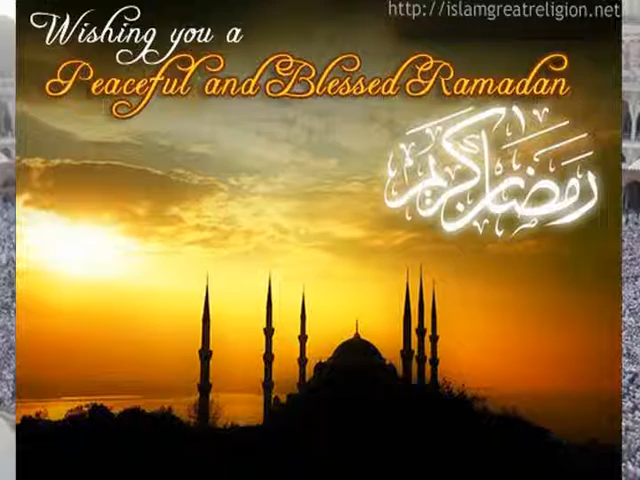 http://islamgreatreligion.net
Wishing you a
Peaceful and Blessed Ramadan
رمضان كريم